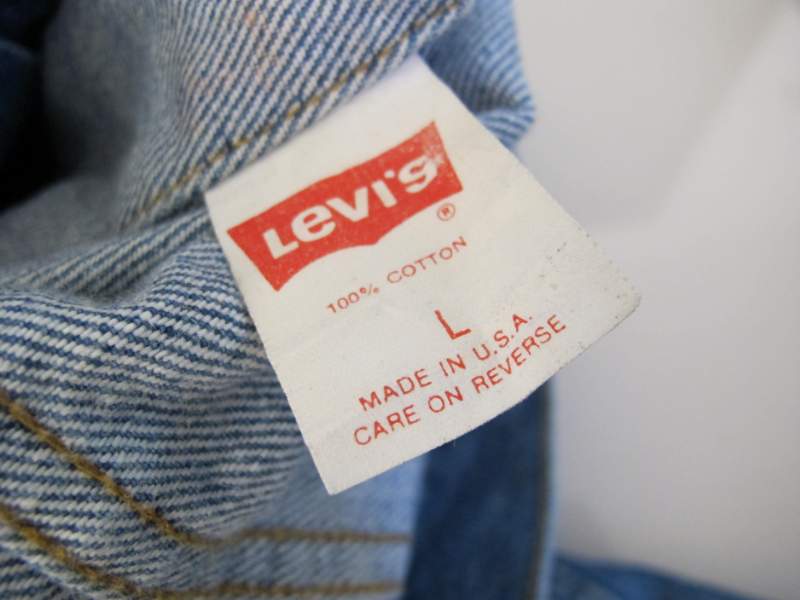 Levi's ®
100% COTTON
L
MADE IN U.S.A.
CARE ON REVERSE